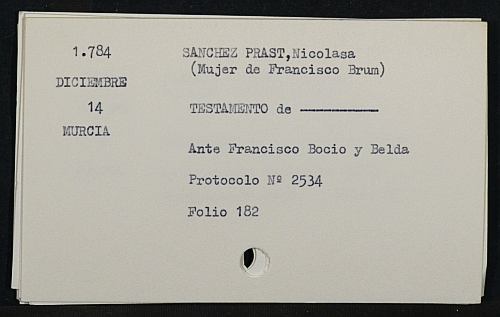 1.784
SANCHEZ PRAST,Nicolasa
(Mujer de Francisco Brum)
DICIEMBRE
14
TESTAMENTO de -----------
MURCIA
Ante Francisco Bocio y Belda
Protocolo Nº 2534
Folio 182